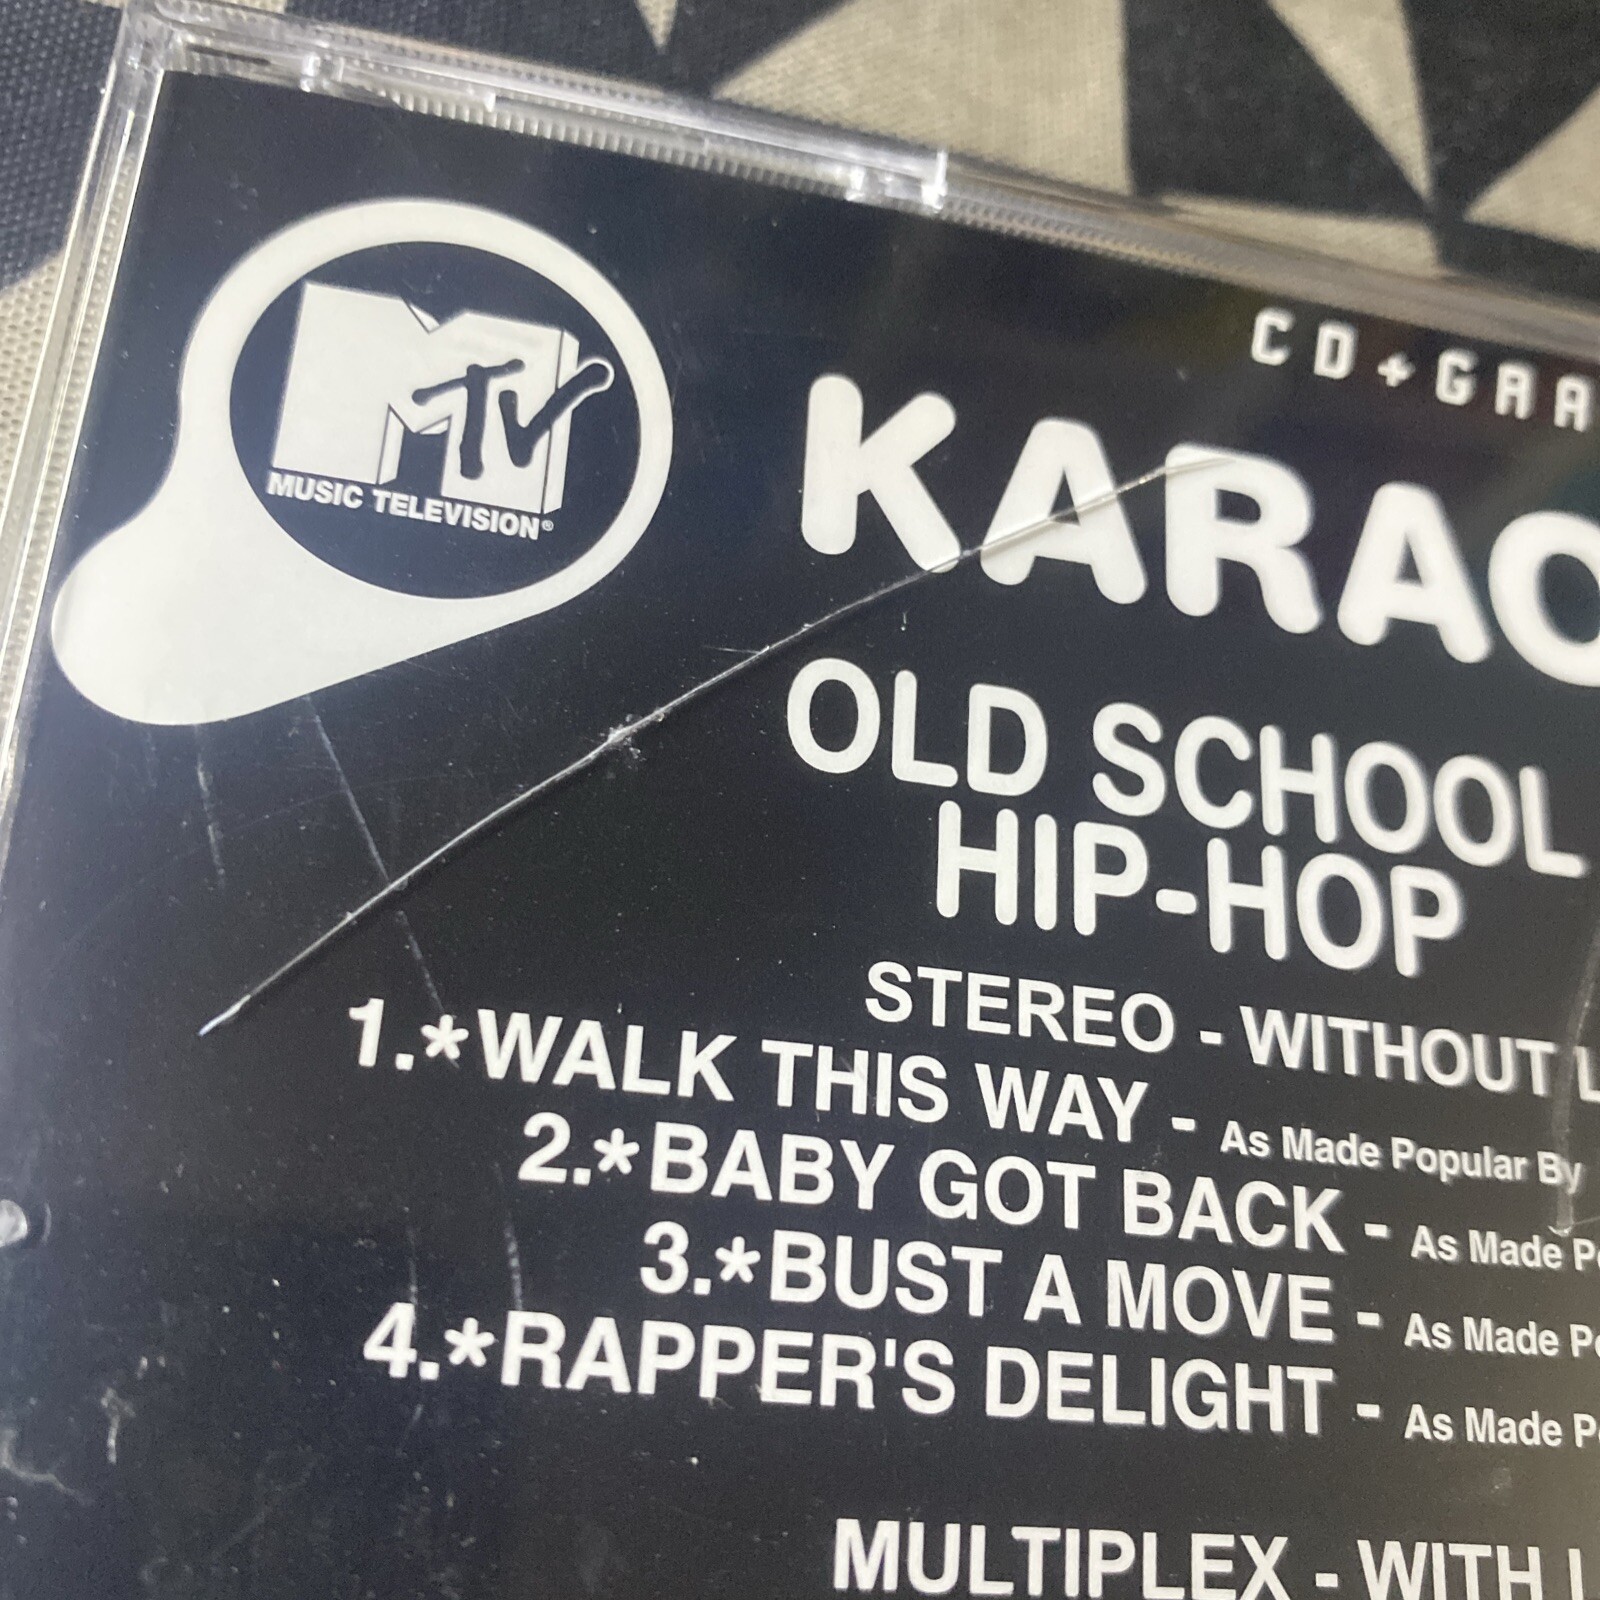 MTV
MUSIC TELEVISION®
CD+GRA
KARAO
OLD SCHOOL
HIP-HOP
STEREO - WITHOUT L
1.*WALK THIS WAY - As Made Popular By
2.*BABY GOT BACK - As Made Po
3.*BUST A MOVE - As Made Po
4.*RAPPER'S DELIGHT - As Made Po
MULTIPLEX - WITH L